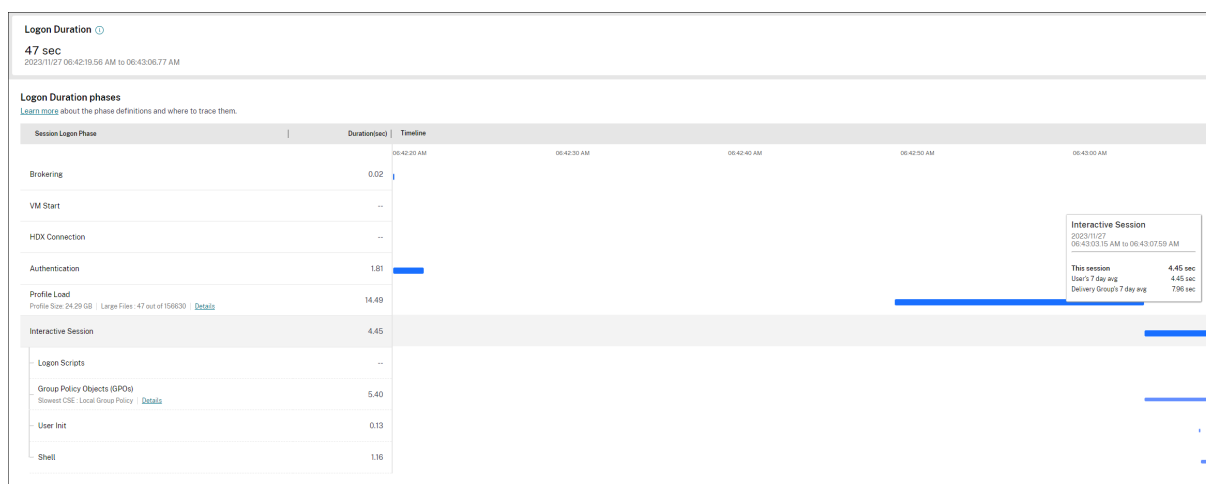 Logon Duration
47 sec
2023/11/27 06:42:19.56 AM to 06:43:06.77 AM
Logon Duration phases
Learn more about the phase definitions and where to trace them.
Session Logon Phase | Duration(sec) | Timeline
06:42:20 AM 06:42:30 AM 06:42:40 AM 06:42:50 AM 06:43:00 AM
Brokering 0.02
VM Start --
HDX Connection --
Authentication 1.81
Profile Load 14.49
Profile Size: 24.29 GB | Large Files : 47 out of 156630 | Details
Interactive Session 4.45
Logon Scripts --
Group Policy Objects (GPOs) 5.40
Slowest CSE : Local Group Policy | Details
User Init 0.13
Shell 1.16
Interactive Session
2023/11/27
06:43:03.15 AM to 06:43:07.59 AM
This session 4.45 sec
User's 7 day avg 4.45 sec
Delivery Group's 7 day avg 7.96 sec